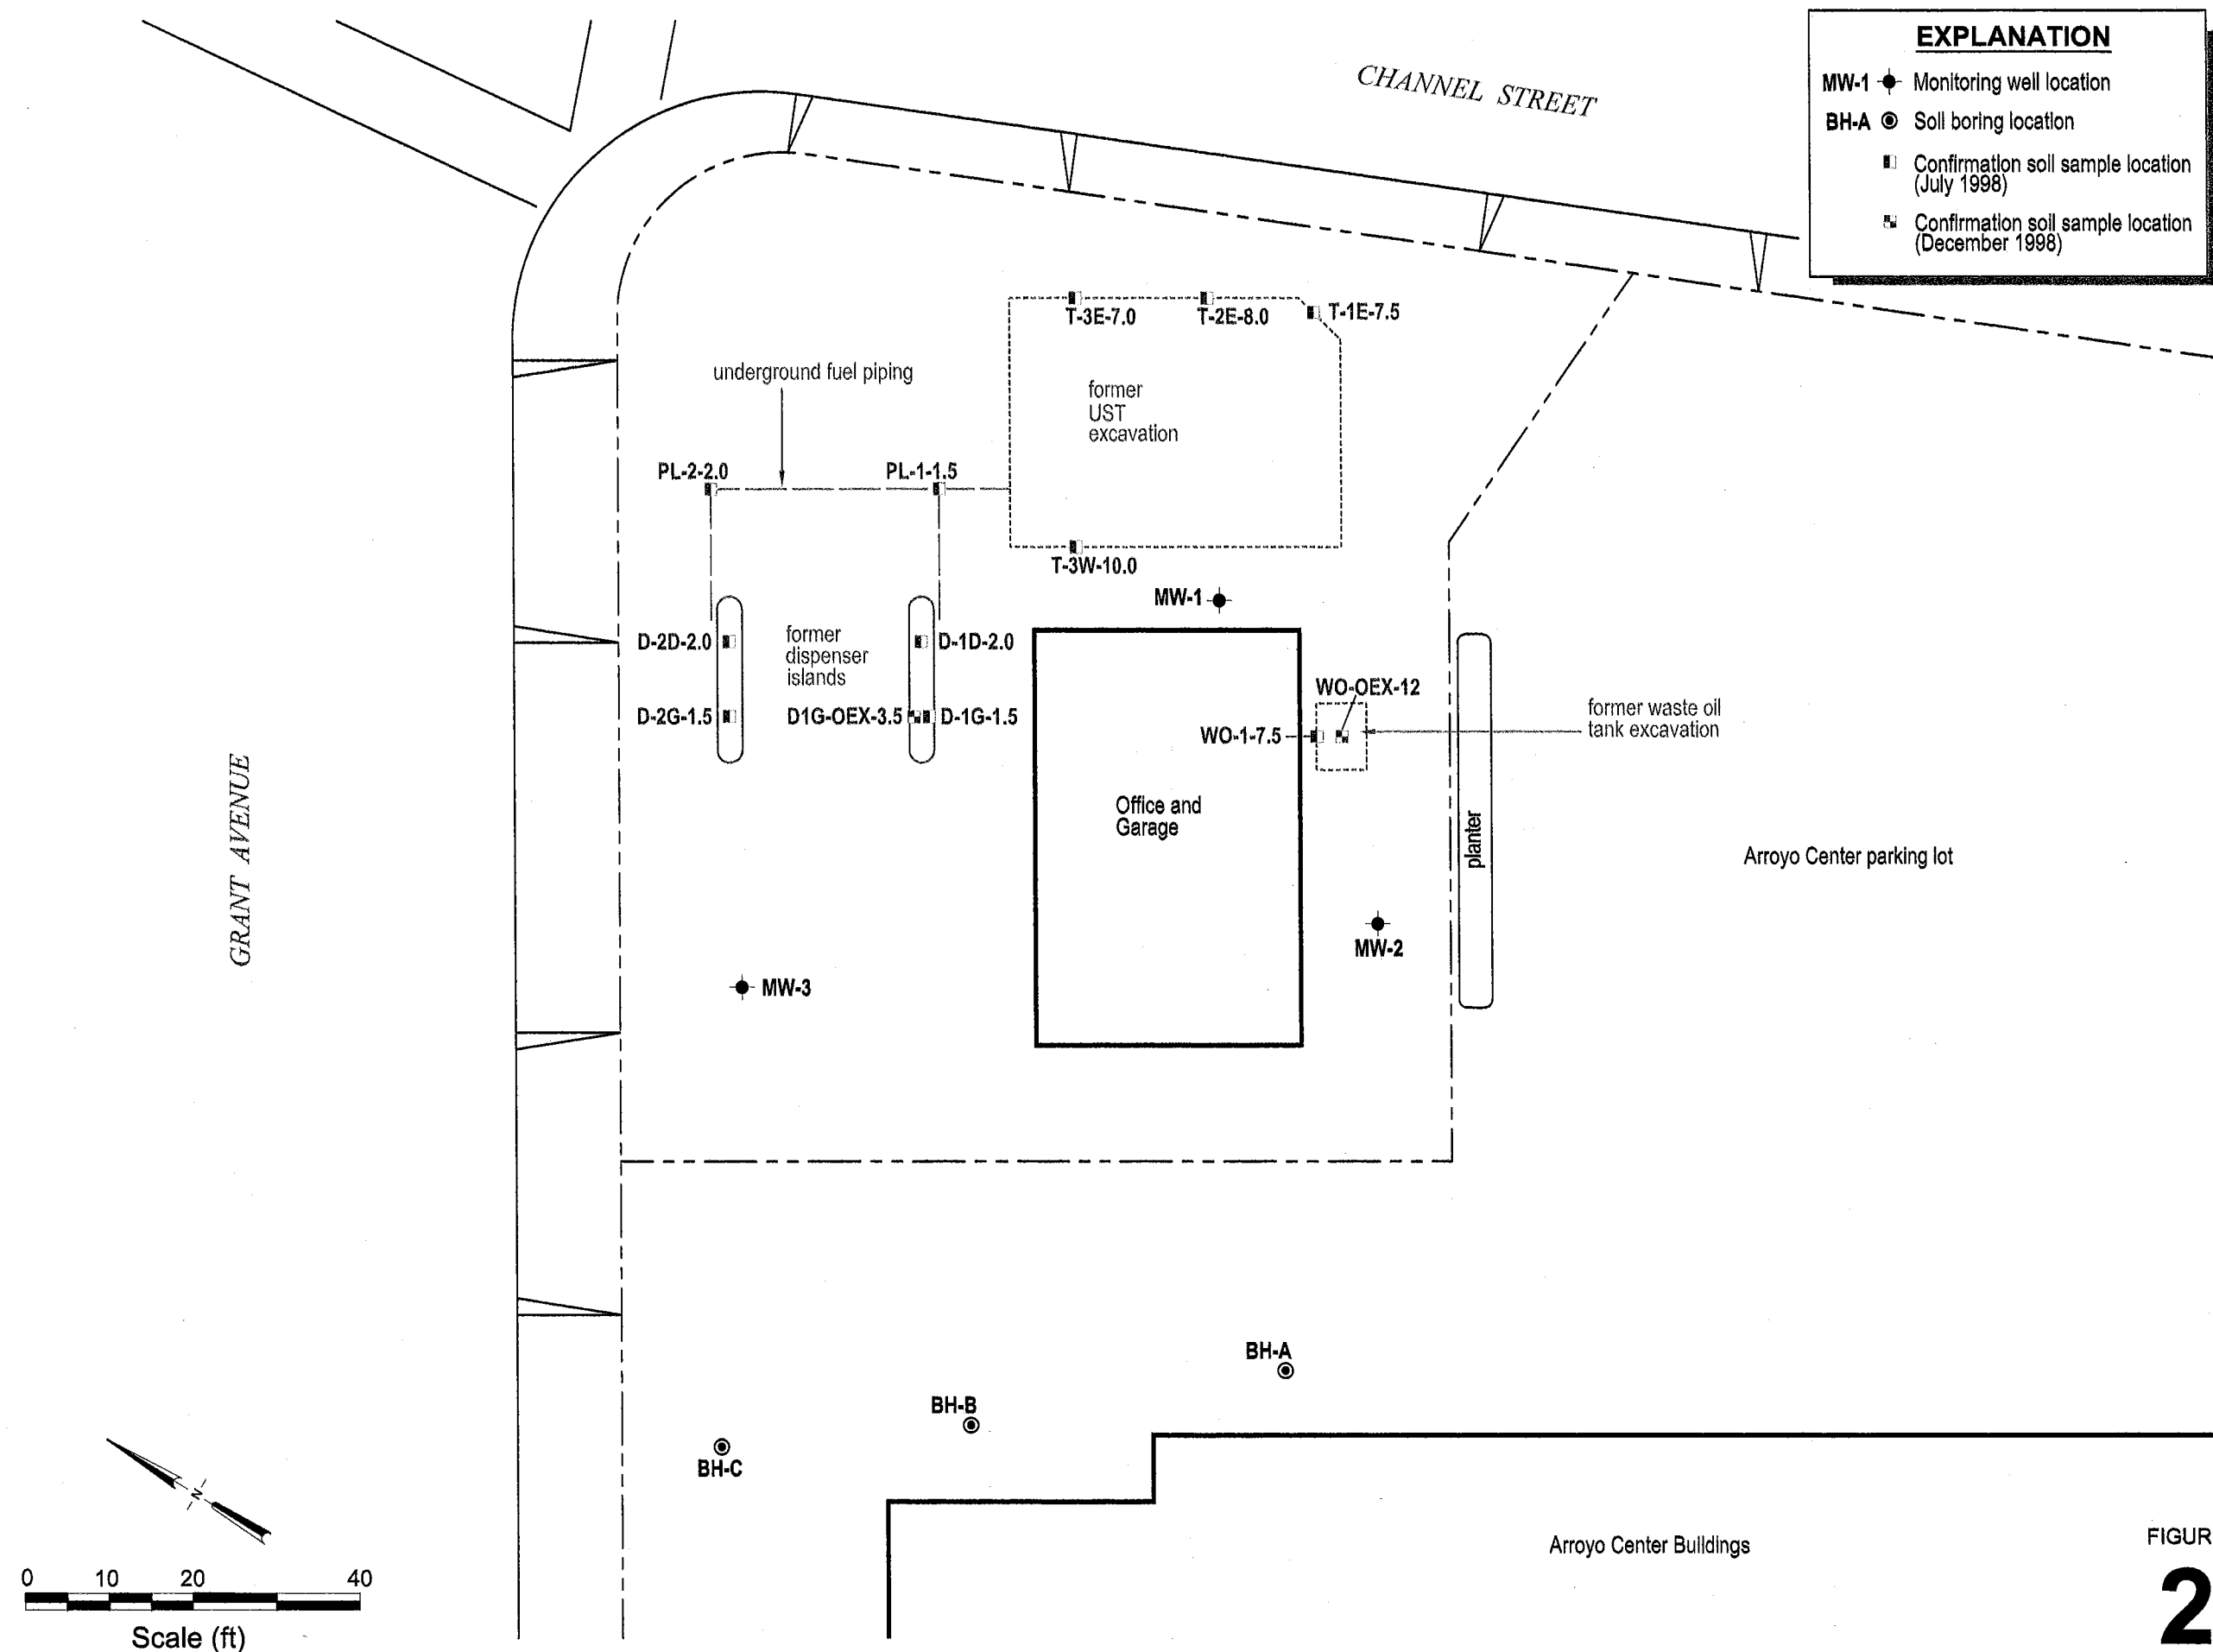 EXPLANATION
MW-1 Monitoring well location
BH-A Soil boring location
Confirmation soil sample location
(July 1998)
Confirmation soil sample location
(December 1998)
CHANNEL STREET
T-3E-7.0
T-2E-8.0
T-1E-7.5
underground fuel piping
former
UST
excavation
PL-2-2.0
PL-1-1.5
T-3W-10.0
MW-1
D-2D-2.0
former
dispenser
islands
D-1D-2.0
D-2G-1.5
D1G-OEX-3.5
D-1G-1.5
WO-OEX-12
WO-1-7.5
former waste oil
tank excavation
GRANT AVENUE
Office and
Garage
planter
Arroyo Center parking lot
MW-2
MW-3
BH-A
BH-B
BH-C
N
Arroyo Center Buildings
FIGUR
2
0 10 20 40
Scale (ft)